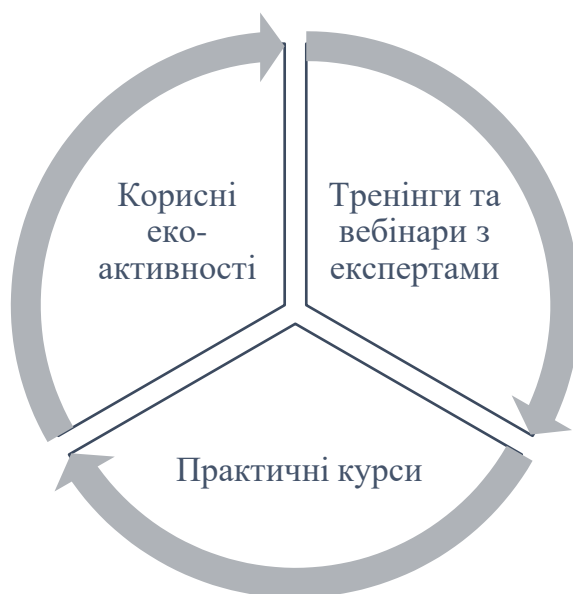 Корисні
еко-
активності
Тренінги та
вебінари з
експертами
Практичні курси